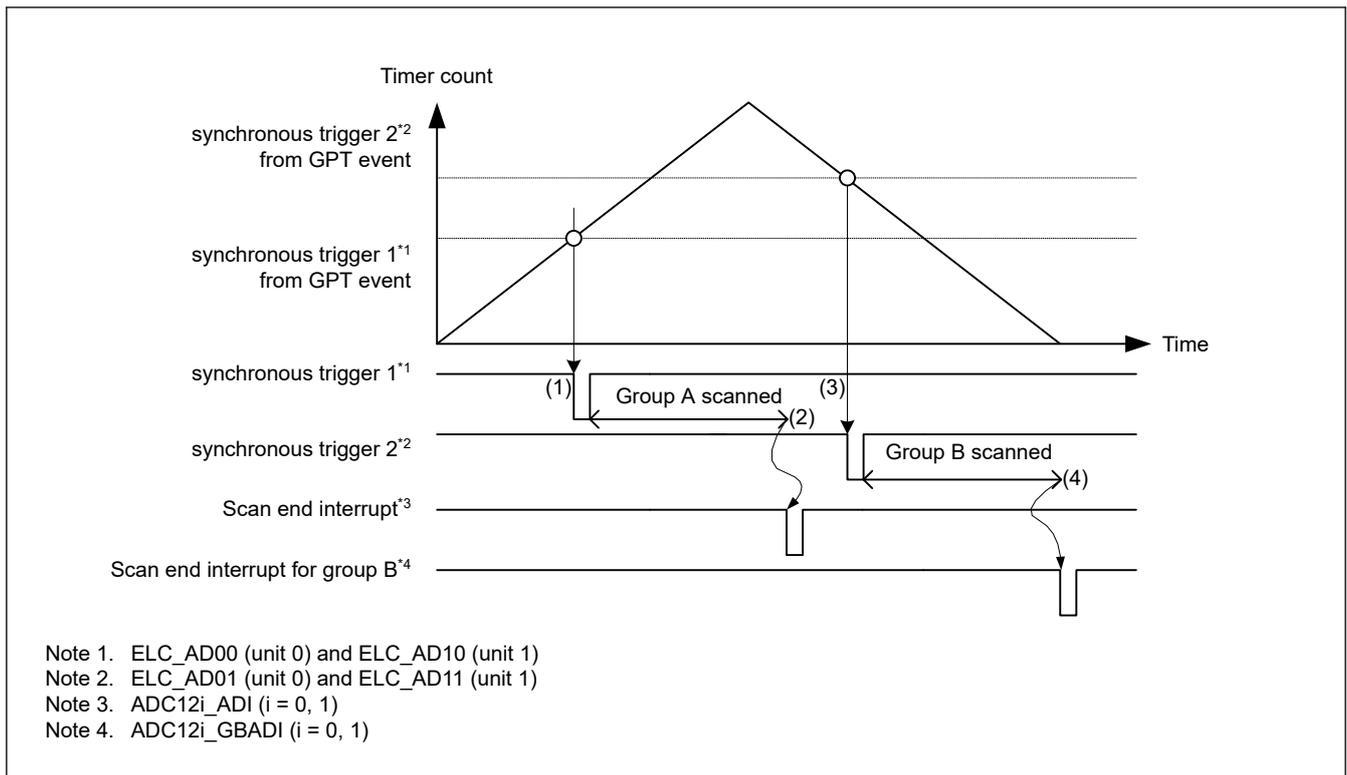 Timer count
synchronous trigger 2*2
from GPT event
synchronous trigger 1*1
from GPT event
Time
synchronous trigger 1*1
(1)
Group A scanned
(2)
(3)
synchronous trigger 2*2
Group B scanned
(4)
Scan end interrupt*3
Scan end interrupt for group B*4
Note 1. ELC_AD00 (unit 0) and ELC_AD10 (unit 1)
Note 2. ELC_AD01 (unit 0) and ELC_AD11 (unit 1)
Note 3. ADC12i_ADI (i = 0, 1)
Note 4. ADC12i_GBADI (i = 0, 1)